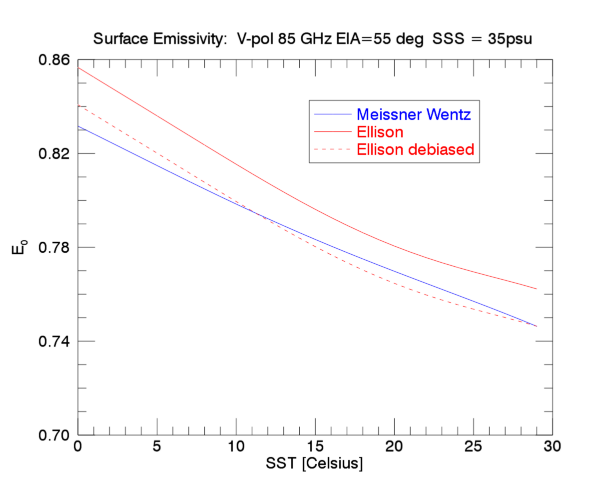 Surface Emissivity:  V-pol 85 GHz EIA=55 deg  SSS = 35psu
0.86
0.82
0.78
0.74
0.70
E₀
Meissner Wentz
Ellison
Ellison debiased
0 5 10 15 20 25 30
SST [Celsius]